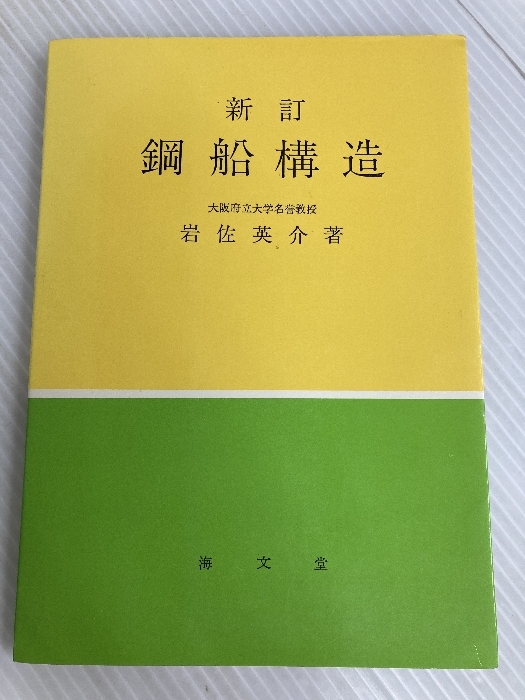 新訂
鋼船構造
大阪府立大学名誉教授
岩佐英介著
海文堂